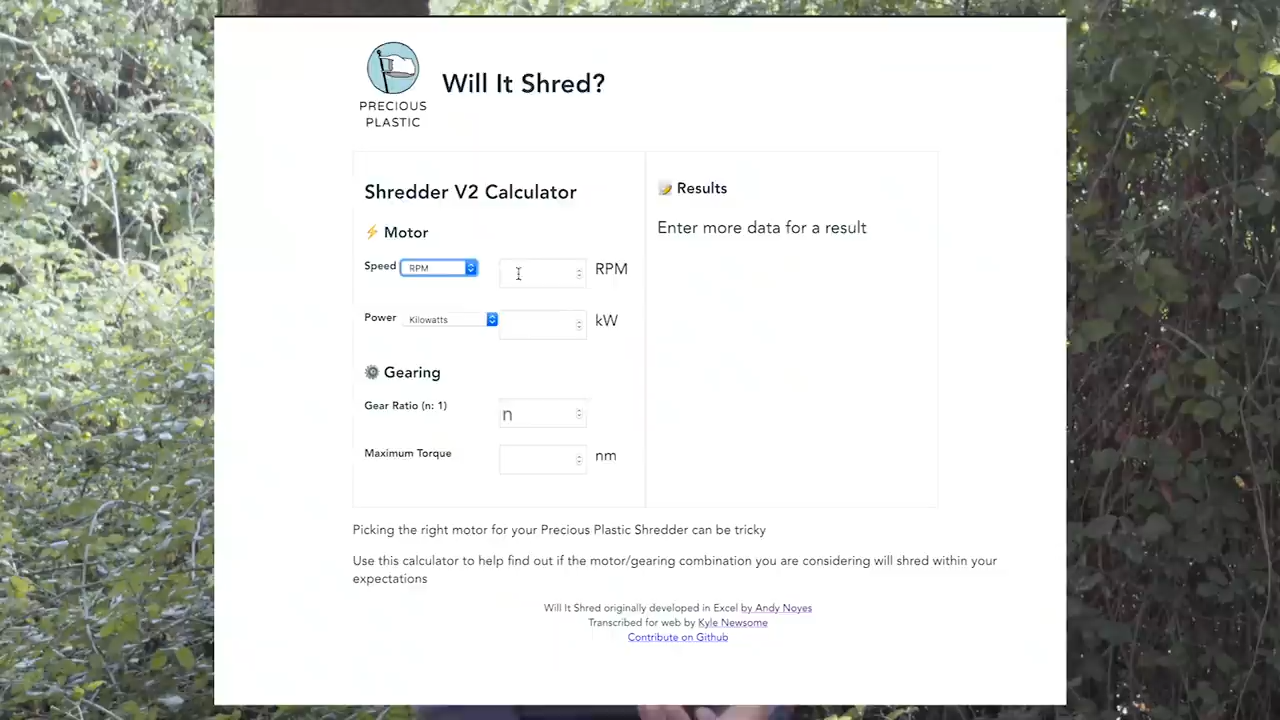 PRECIOUS
PLASTIC
Will It Shred?
Shredder V2 Calculator
⚡ Motor
Speed RPM RPM
Power Kilowatts kW
⚙ Gearing
Gear Ratio (n: 1) n
Maximum Torque nm
Results
Enter more data for a result
Picking the right motor for your Precious Plastic Shredder can be tricky
Use this calculator to help find out if the motor/gearing combination you are considering will shred within your
expectations
Will It Shred originally developed in Excel by Andy Noyes
Transcribed for web by Kyle Newsome
Contribute on Github